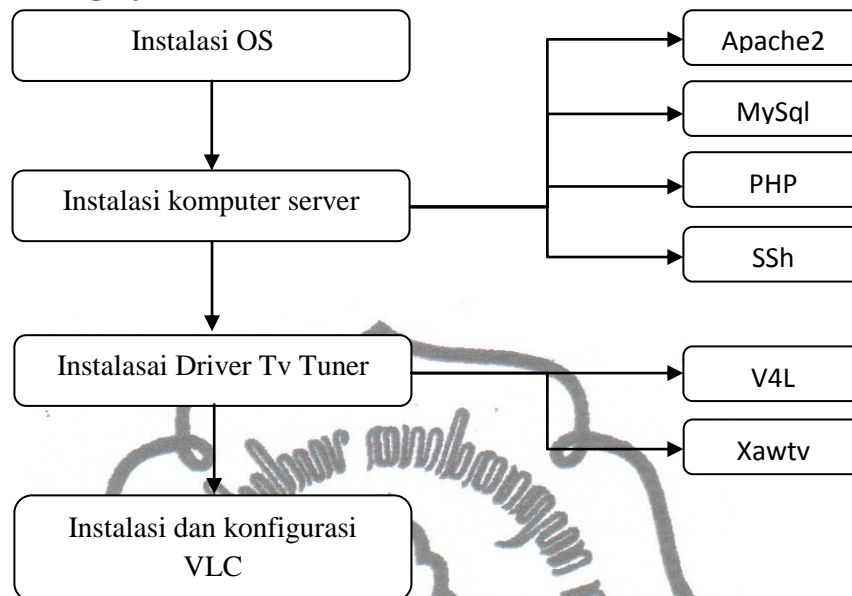 Instalasi OS
Instalasi komputer server
Instalasai Driver Tv Tuner
Instalasi dan konfigurasi
VLC
Apache2
MySql
PHP
SSh
V4L
Xawtv